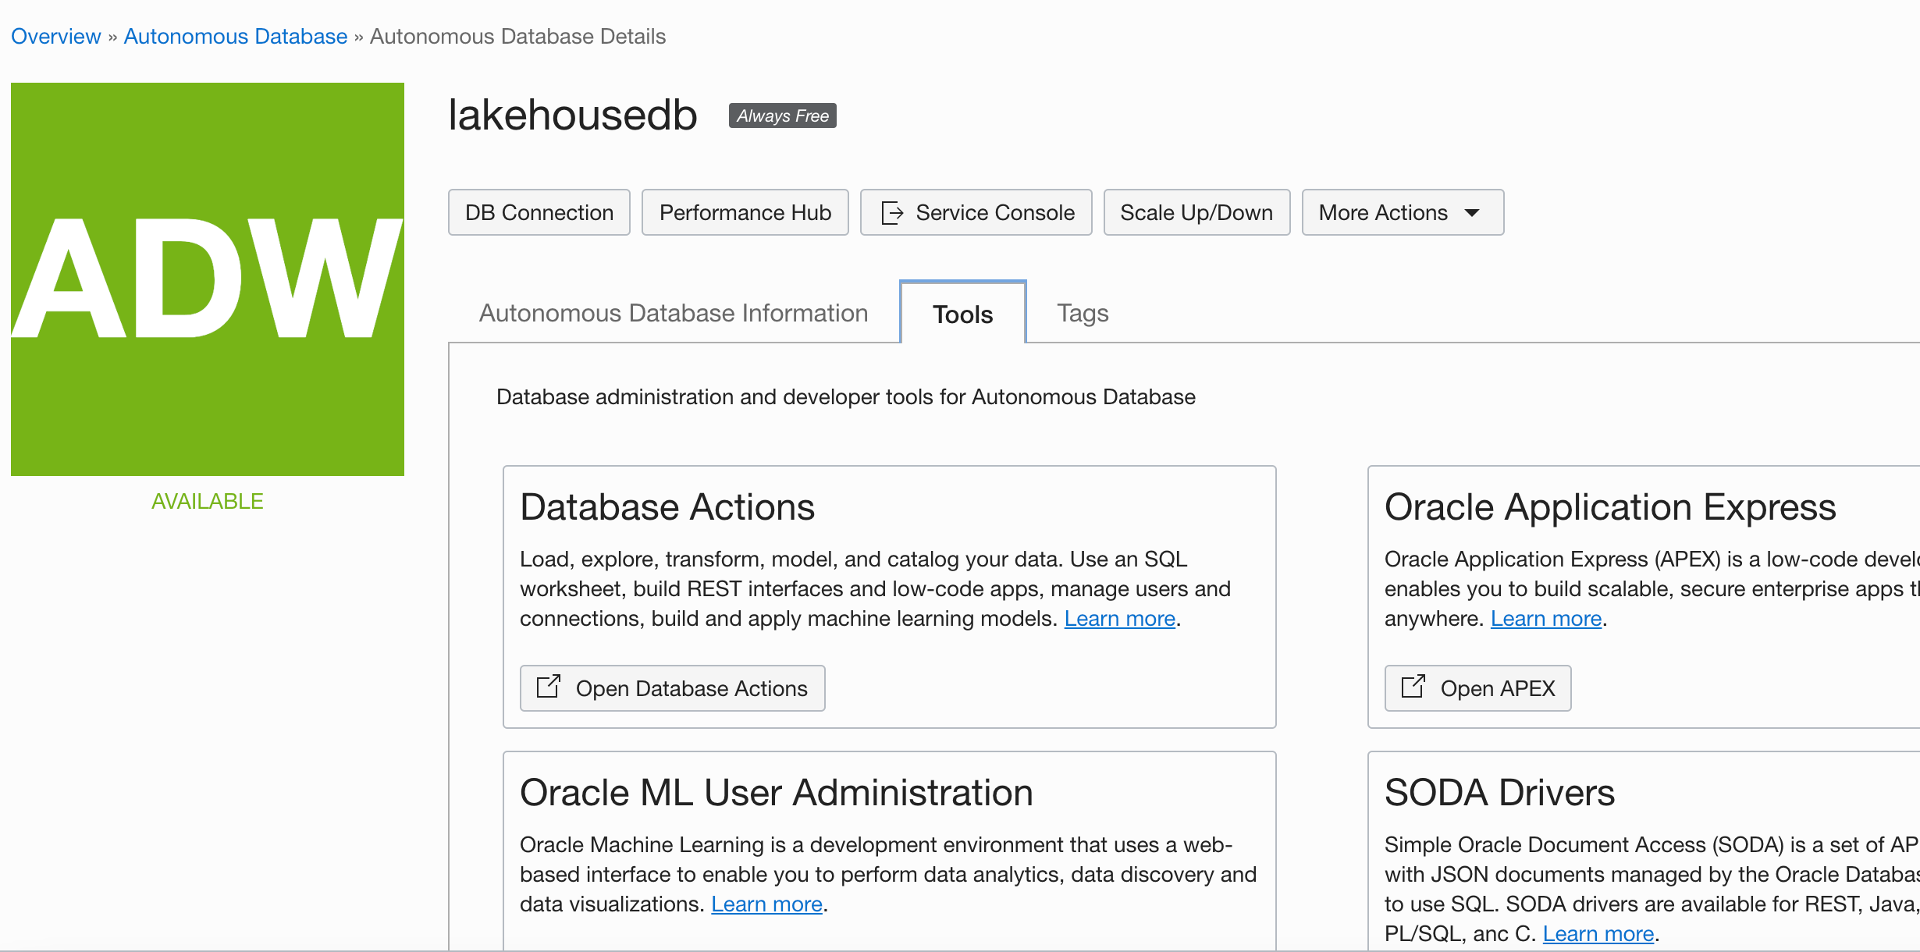 Overview » Autonomous Database » Autonomous Database Details
ADW
AVAILABLE
lakehousedb Always Free
DB Connection Performance Hub Service Console Scale Up/Down More Actions
Autonomous Database Information Tools Tags
Database administration and developer tools for Autonomous Database
Database Actions
Load, explore, transform, model, and catalog your data. Use an SQL
worksheet, build REST interfaces and low-code apps, manage users and
connections, build and apply machine learning models. Learn more.
Open Database Actions
Oracle Application Express
Oracle Application Express (APEX) is a low-code
enables you to build scalable, secure enterprise apps
anywhere. Learn more.
Open APEX
Oracle ML User Administration
Oracle Machine Learning is a development environment that uses a web-
based interface to enable you to perform data analytics, data discovery and
data visualizations. Learn more.
SODA Drivers
Simple Oracle Document Access (SODA) is a set of
with JSON documents managed by the Oracle
to use SQL. SODA drivers are available for REST, Java,
PL/SQL, anc C. Learn more.